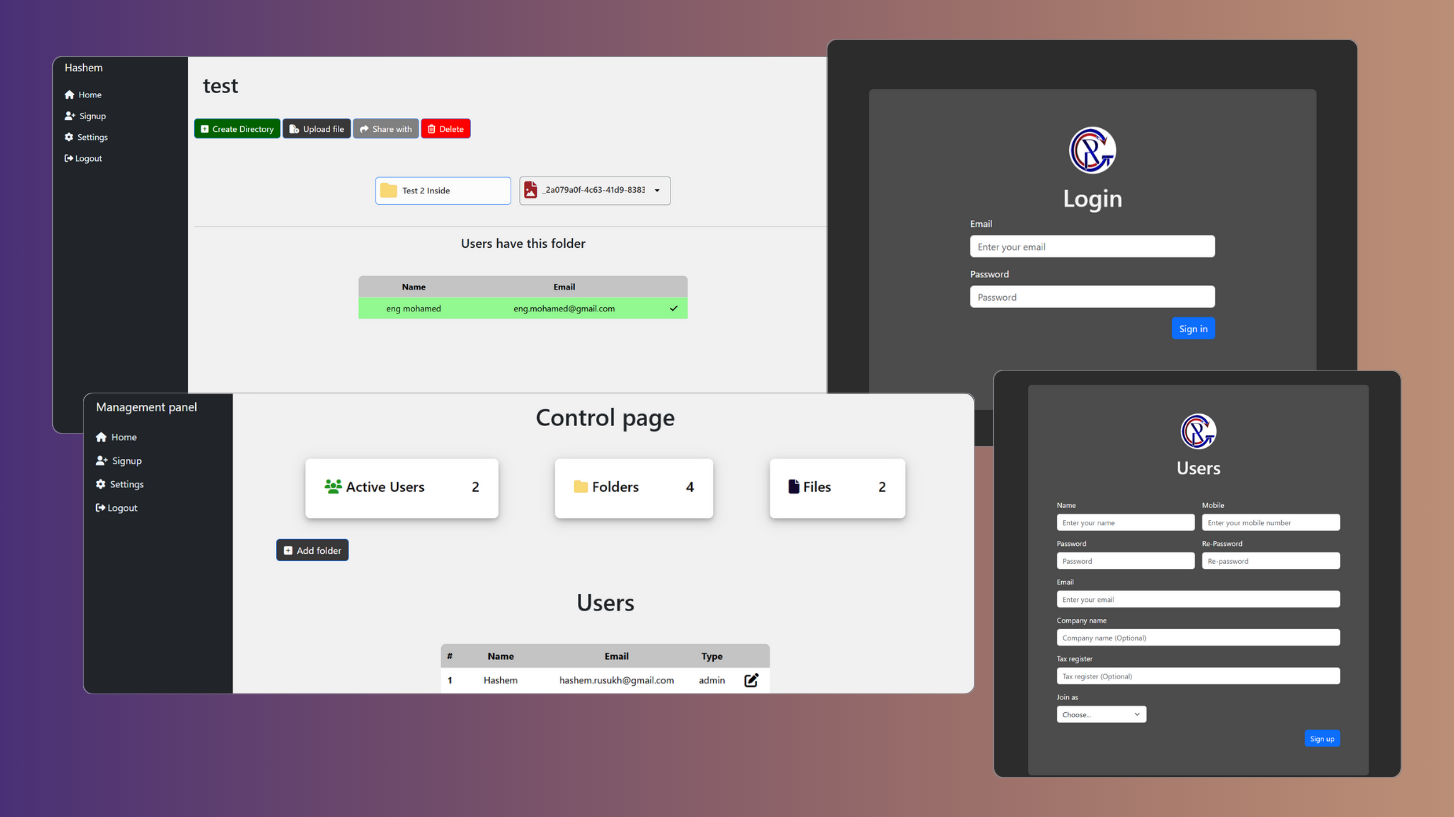 Hashem
Home
Signup
Settings
Logout
test
Create Directory Upload file Share with Delete
Test 2 Inside _2a079a0f-4c63-41d9-8383
Users have this folder
Name Email
eng mohamed eng.mohamed@gmail.com
Login
Email
Enter your email
Password
Password
Sign in
Management panel
Home
Signup
Settings
Logout
Control page
Active Users 2 Folders 4 Files 2
Add folder
Users
# Name Email Type
1 Hashem hashem.rusukh@gmail.com admin
Users
Name Mobile
Enter your name Enter your mobile number
Password Re-Password
Password Re-password
Email
Enter your email
Company name
Company name (Optional)
Tax register
Tax register (Optional)
Join as
Choose...
Sign up